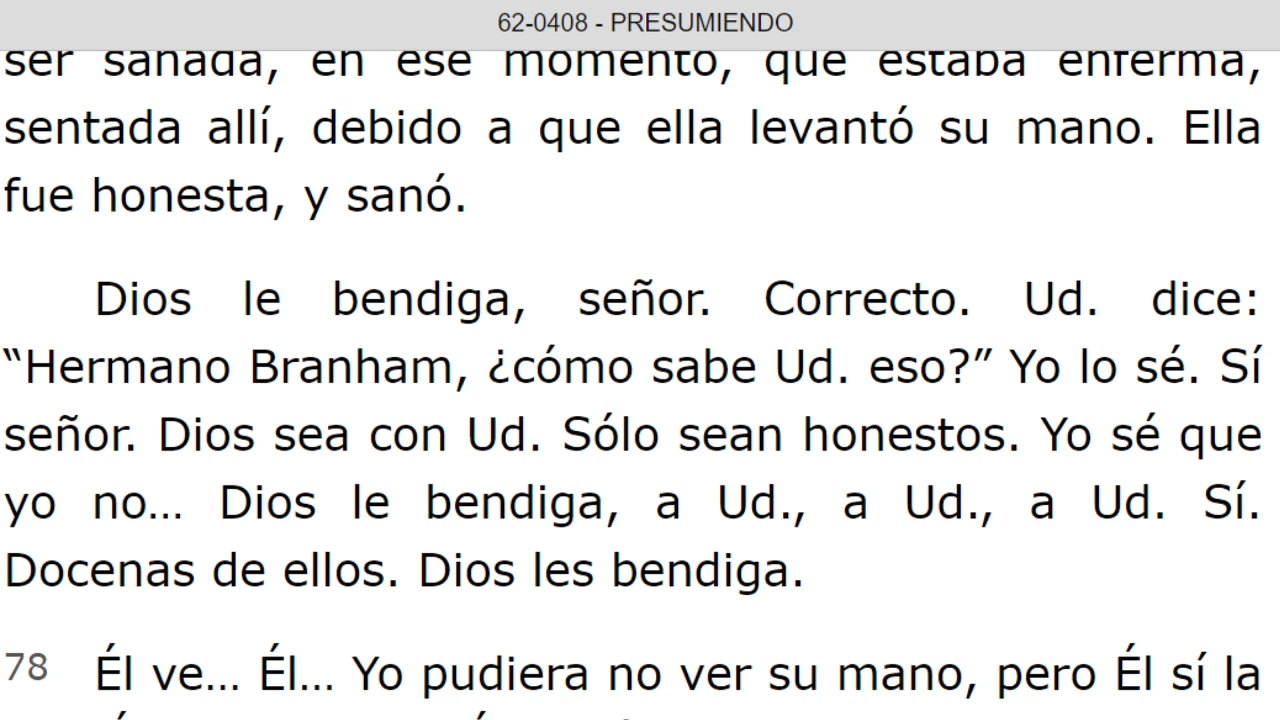 62-0408 - PRESUMIENDO
ser sanada, en ese momento, que estaba enferma,
sentada allí, debido a que ella levantó su mano. Ella
fue honesta, y sanó.
Dios le bendiga, señor. Correcto. Ud. dice:
“Hermano Branham, ¿cómo sabe Ud. eso?” Yo lo sé. Sí
señor. Dios sea con Ud. Sólo sean honestos. Yo sé que
yo no… Dios le bendiga, a Ud., a Ud., a Ud. Sí.
Docenas de ellos. Dios les bendiga.
78 Él ve… Él… Yo pudiera no ver su mano, pero Él sí la